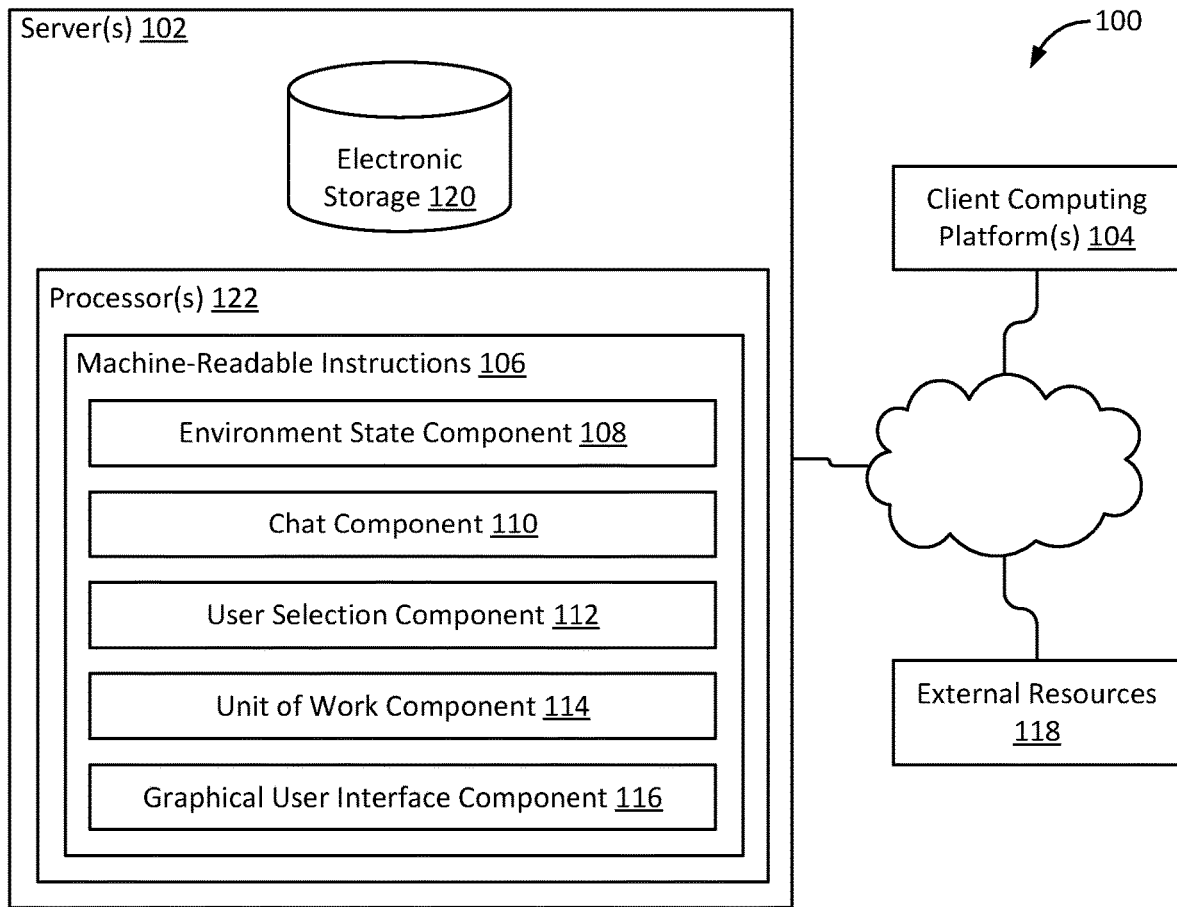 Server(s) 102
100
Electronic
Storage 120
Client Computing
Platform(s) 104
Processor(s) 122
Machine-Readable Instructions 106
Environment State Component 108
Chat Component 110
User Selection Component 112
Unit of Work Component 114
Graphical User Interface Component 116
External Resources
118